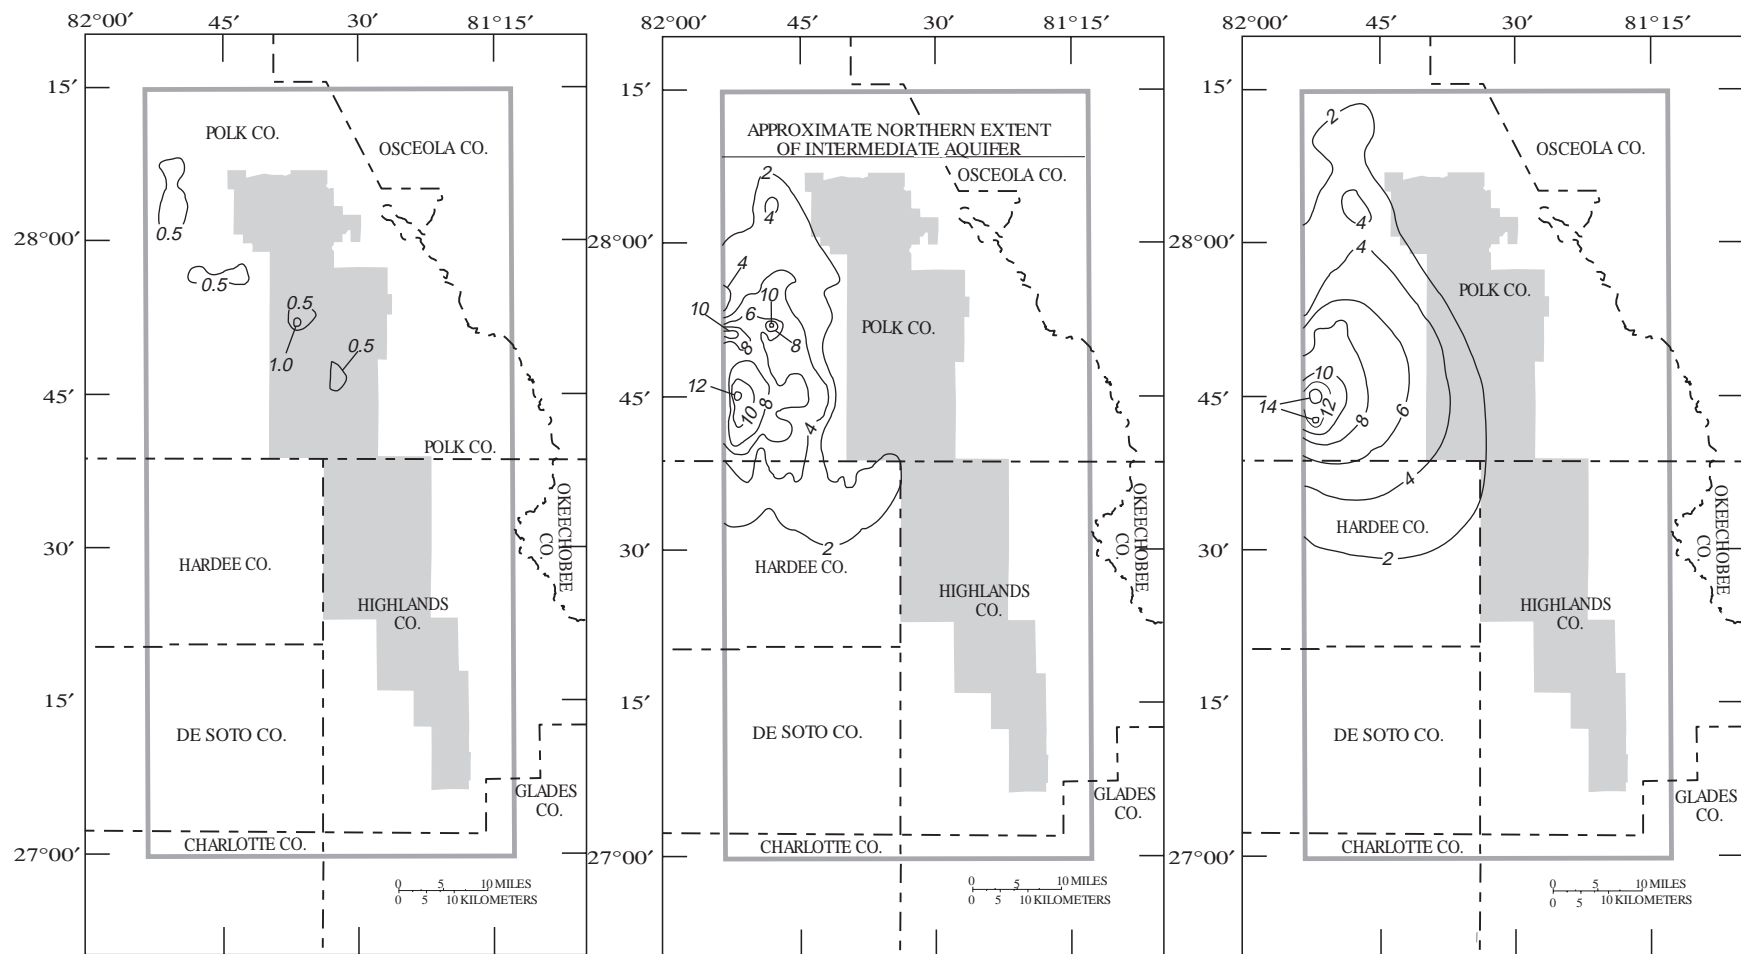 82°00′ 45′ 30′ 81°15′
15′
POLK CO.
OSCEOLA CO.
0.5
28°00′
0.5
0.5
1.0
0.5
45′
POLK CO.
OKEECHOBEE
CO.
30′
HARDEE CO.
HIGHLANDS
CO.
15′
DE SOTO CO.
GLADES
CO.
CHARLOTTE CO.
27°00′
0 5 10 MILES
0 5 10 KILOMETERS
82°00′ 45′ 30′ 81°15′
15′
APPROXIMATE NORTHERN EXTENT
OF INTERMEDIATE AQUIFER
OSCEOLA CO.
2
4
28°00′
4
10
10
6
8
8
POLK CO.
12
45′
8
10
4
OKEECHOBEE
CO.
30′
2
HARDEE CO.
HIGHLANDS
CO.
15′
DE SOTO CO.
GLADES
CO.
CHARLOTTE CO.
27°00′
0 5 10 MILES
0 5 10 KILOMETERS
82°00′ 45′ 30′ 81°15′
15′
2
OSCEOLA CO.
4
28°00′
4
POLK CO.
10
45′
14
12
6
8
4
OKEECHOBEE
CO.
HARDEE CO.
30′
2
HIGHLANDS
CO.
15′
DE SOTO CO.
GLADES
CO.
CHARLOTTE CO.
27°00′
0 5 10 MILES
0 5 10 KILOMETERS